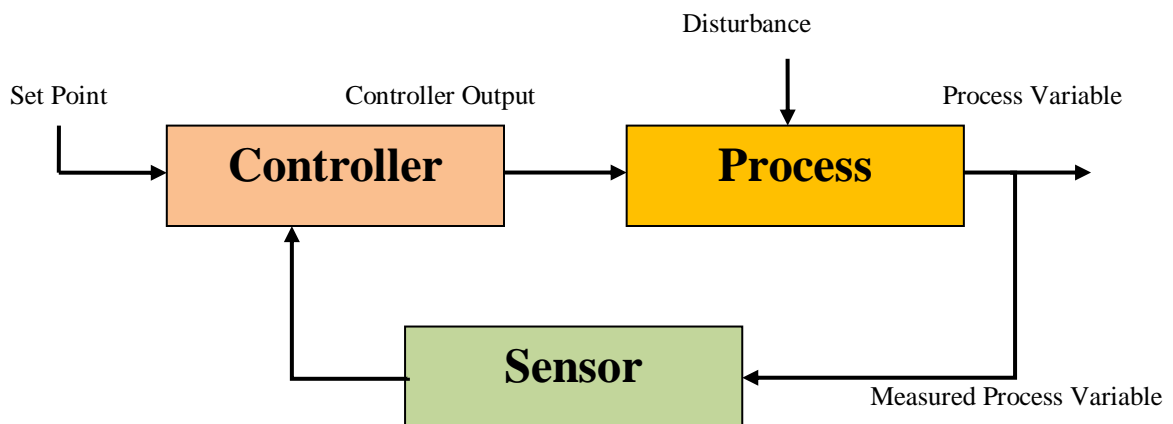 Disturbance
Set Point
Controller Output
Process Variable
Controller
Process
Sensor
Measured Process Variable